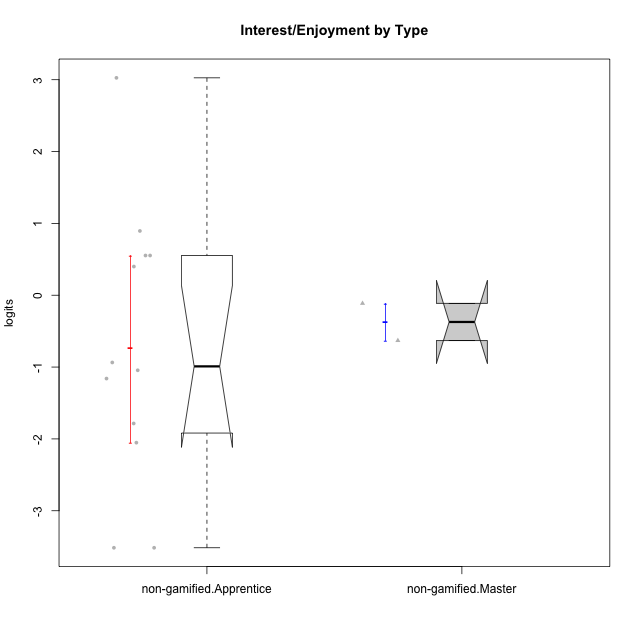 Interest/Enjoyment by Type
3
2
1
0
-1
-2
-3
logits
non-gamified.Apprentice
non-gamified.Master